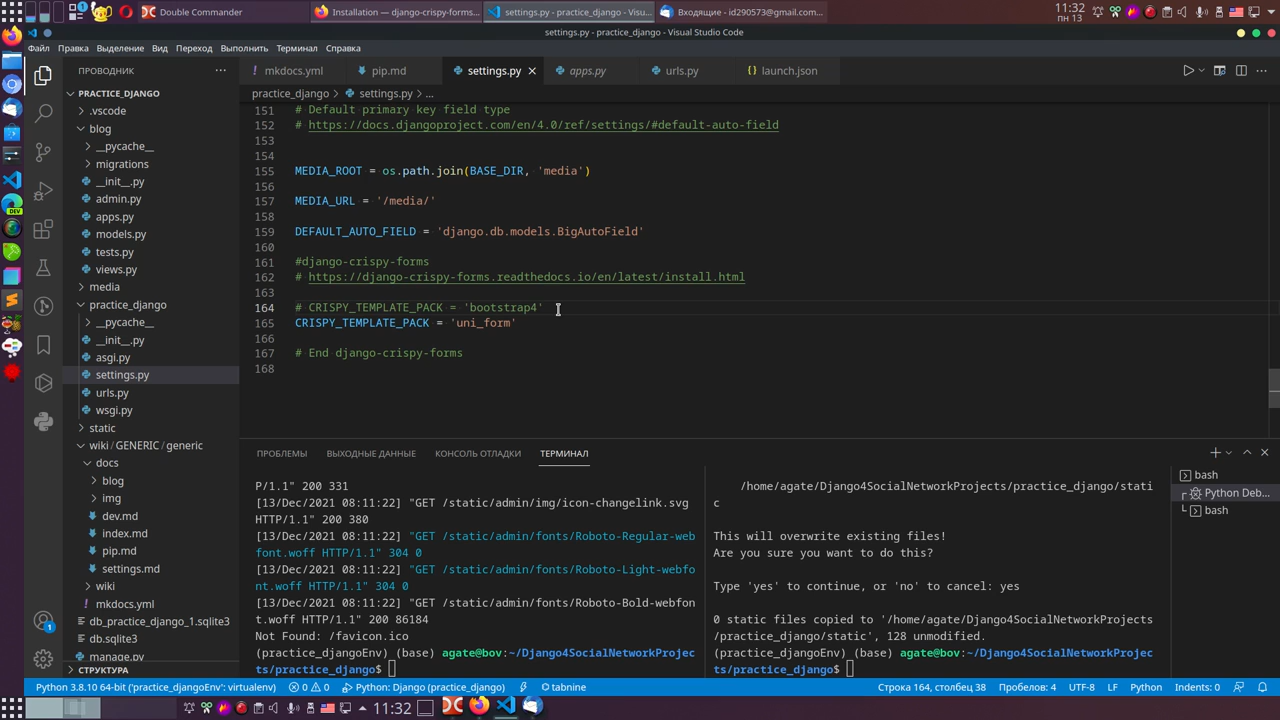 Double Commander
Installation — django-crispy-forms...
settings.py - practice_django - Visu...
Входящие - id290573@gmail.com...
11:32
пн 13
settings.py - practice_django - Visual Studio Code
Файл Правка Выделение Вид Переход Выполнить Терминал Справка
ПРОВОДНИК
PRACTICE_DJANGO
.vscode
blog
__pycache__
migrations
__init__.py
admin.py
apps.py
models.py
tests.py
views.py
media
practice_django
__pycache__
__init__.py
asgi.py
settings.py
urls.py
wsgi.py
static
wiki/GENERIC/generic
docs
blog
img
dev.md
index.md
pip.md
settings.md
wiki
mkdocs.yml
db_practice_django_1.sqlite3
db.sqlite3
manage.py
СТРУКТУРА
DEV
1
mkdocs.yml pip.md settings.py apps.py urls.py launch.json
practice_django > settings.py > ...
151 # Default primary key field type
152 # https://docs.djangoproject.com/en/4.0/ref/settings/#default-auto-field
153
154
155 MEDIA_ROOT = os.path.join(BASE_DIR, 'media')
156
157 MEDIA_URL = '/media/'
158
159 DEFAULT_AUTO_FIELD = 'django.db.models.BigAutoField'
160
161 #django-crispy-forms
162 # https://django-crispy-forms.readthedocs.io/en/latest/install.html
163
164 # CRISPY_TEMPLATE_PACK = 'bootstrap4'
165 CRISPY_TEMPLATE_PACK = 'uni_form'
166
167 # End django-crispy-forms
168
ПРОБЛЕМЫ ВЫХОДНЫЕ ДАННЫЕ КОНСОЛЬ ОТЛАДКИ ТЕРМИНАЛ
P/1.1" 200 331
[13/Dec/2021 08:11:22] "GET /static/admin/img/icon-changelink.svg
HTTP/1.1" 200 380
[13/Dec/2021 08:11:22] "GET /static/admin/fonts/Roboto-Regular-web
font.woff HTTP/1.1" 304 0
[13/Dec/2021 08:11:22] "GET /static/admin/fonts/Roboto-Light-webfo
nt.woff HTTP/1.1" 304 0
[13/Dec/2021 08:11:22] "GET /static/admin/fonts/Roboto-Bold-webfon
t.woff HTTP/1.1" 200 86184
Not Found: /favicon.ico
(practice_djangoEnv) (base) agate@bov:~/Django4SocialNetworkProjec
ts/practice_django$
/home/agate/Django4SocialNetworkProjects/practice_django/stati
c
This will overwrite existing files!
Are you sure you want to do this?
Type 'yes' to continue, or 'no' to cancel: yes
0 static files copied to '/home/agate/Django4SocialNetworkProjects
/practice_django/static', 128 unmodified.
(practice_djangoEnv) (base) agate@bov:~/Django4SocialNetworkProjec
ts/practice_django$
bash
Python Deb...
bash
Python 3.8.10 64-bit ('practice_djangoEnv': virtualenv) 0 0 Python: Django (practice_django) tabnine Строка 164, столбец 38 Пробелов: 4 UTF-8 LF Python Indents: 0
11:32